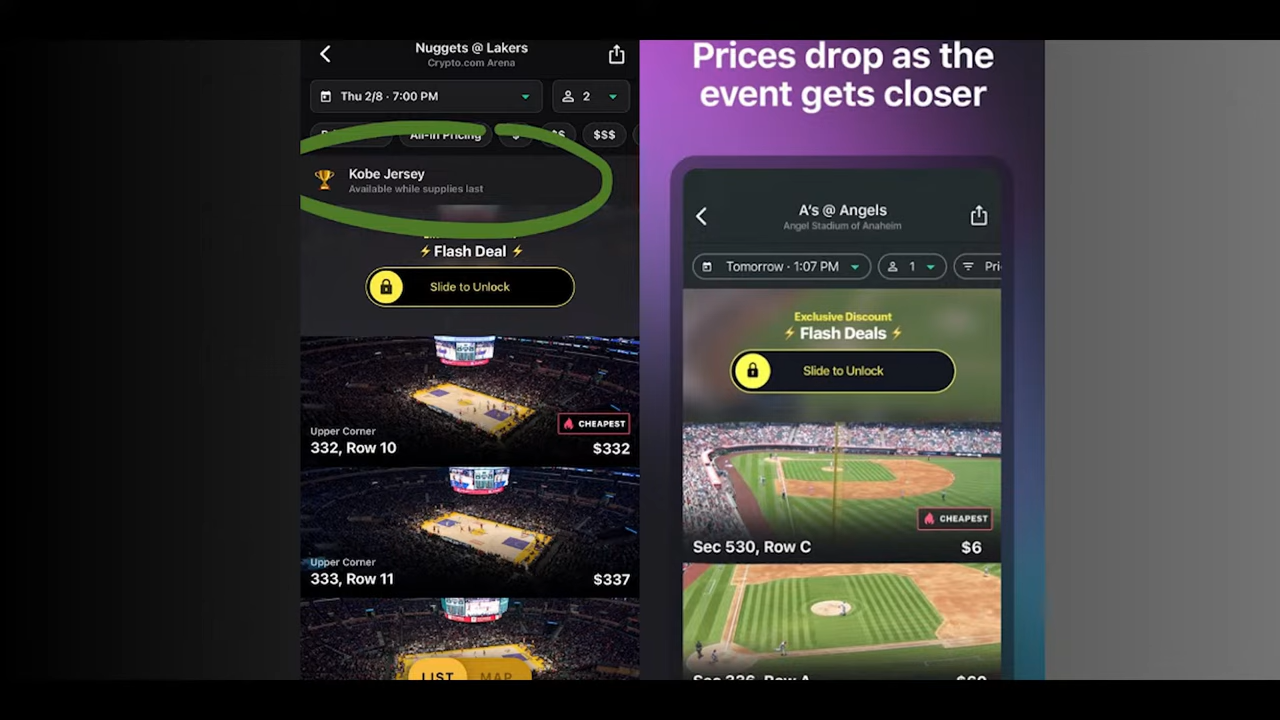 Nuggets @ Lakers
Crypto.com Arena
Thu 2/8 · 7:00 PM
2
All-In Pricing
$$
$$$
Kobe Jersey
Available while supplies last
⚡Flash Deal⚡
Slide to Unlock
CHEAPEST
Upper Corner
332, Row 10
$332
Upper Corner
333, Row 11
$337
LIST
MAP
Prices drop as the
event gets closer
A's @ Angels
Angel Stadium of Anaheim
Tomorrow · 1:07 PM
1
Pri
Exclusive Discount
⚡Flash Deals⚡
Slide to Unlock
CHEAPEST
Sec 530, Row C
$6